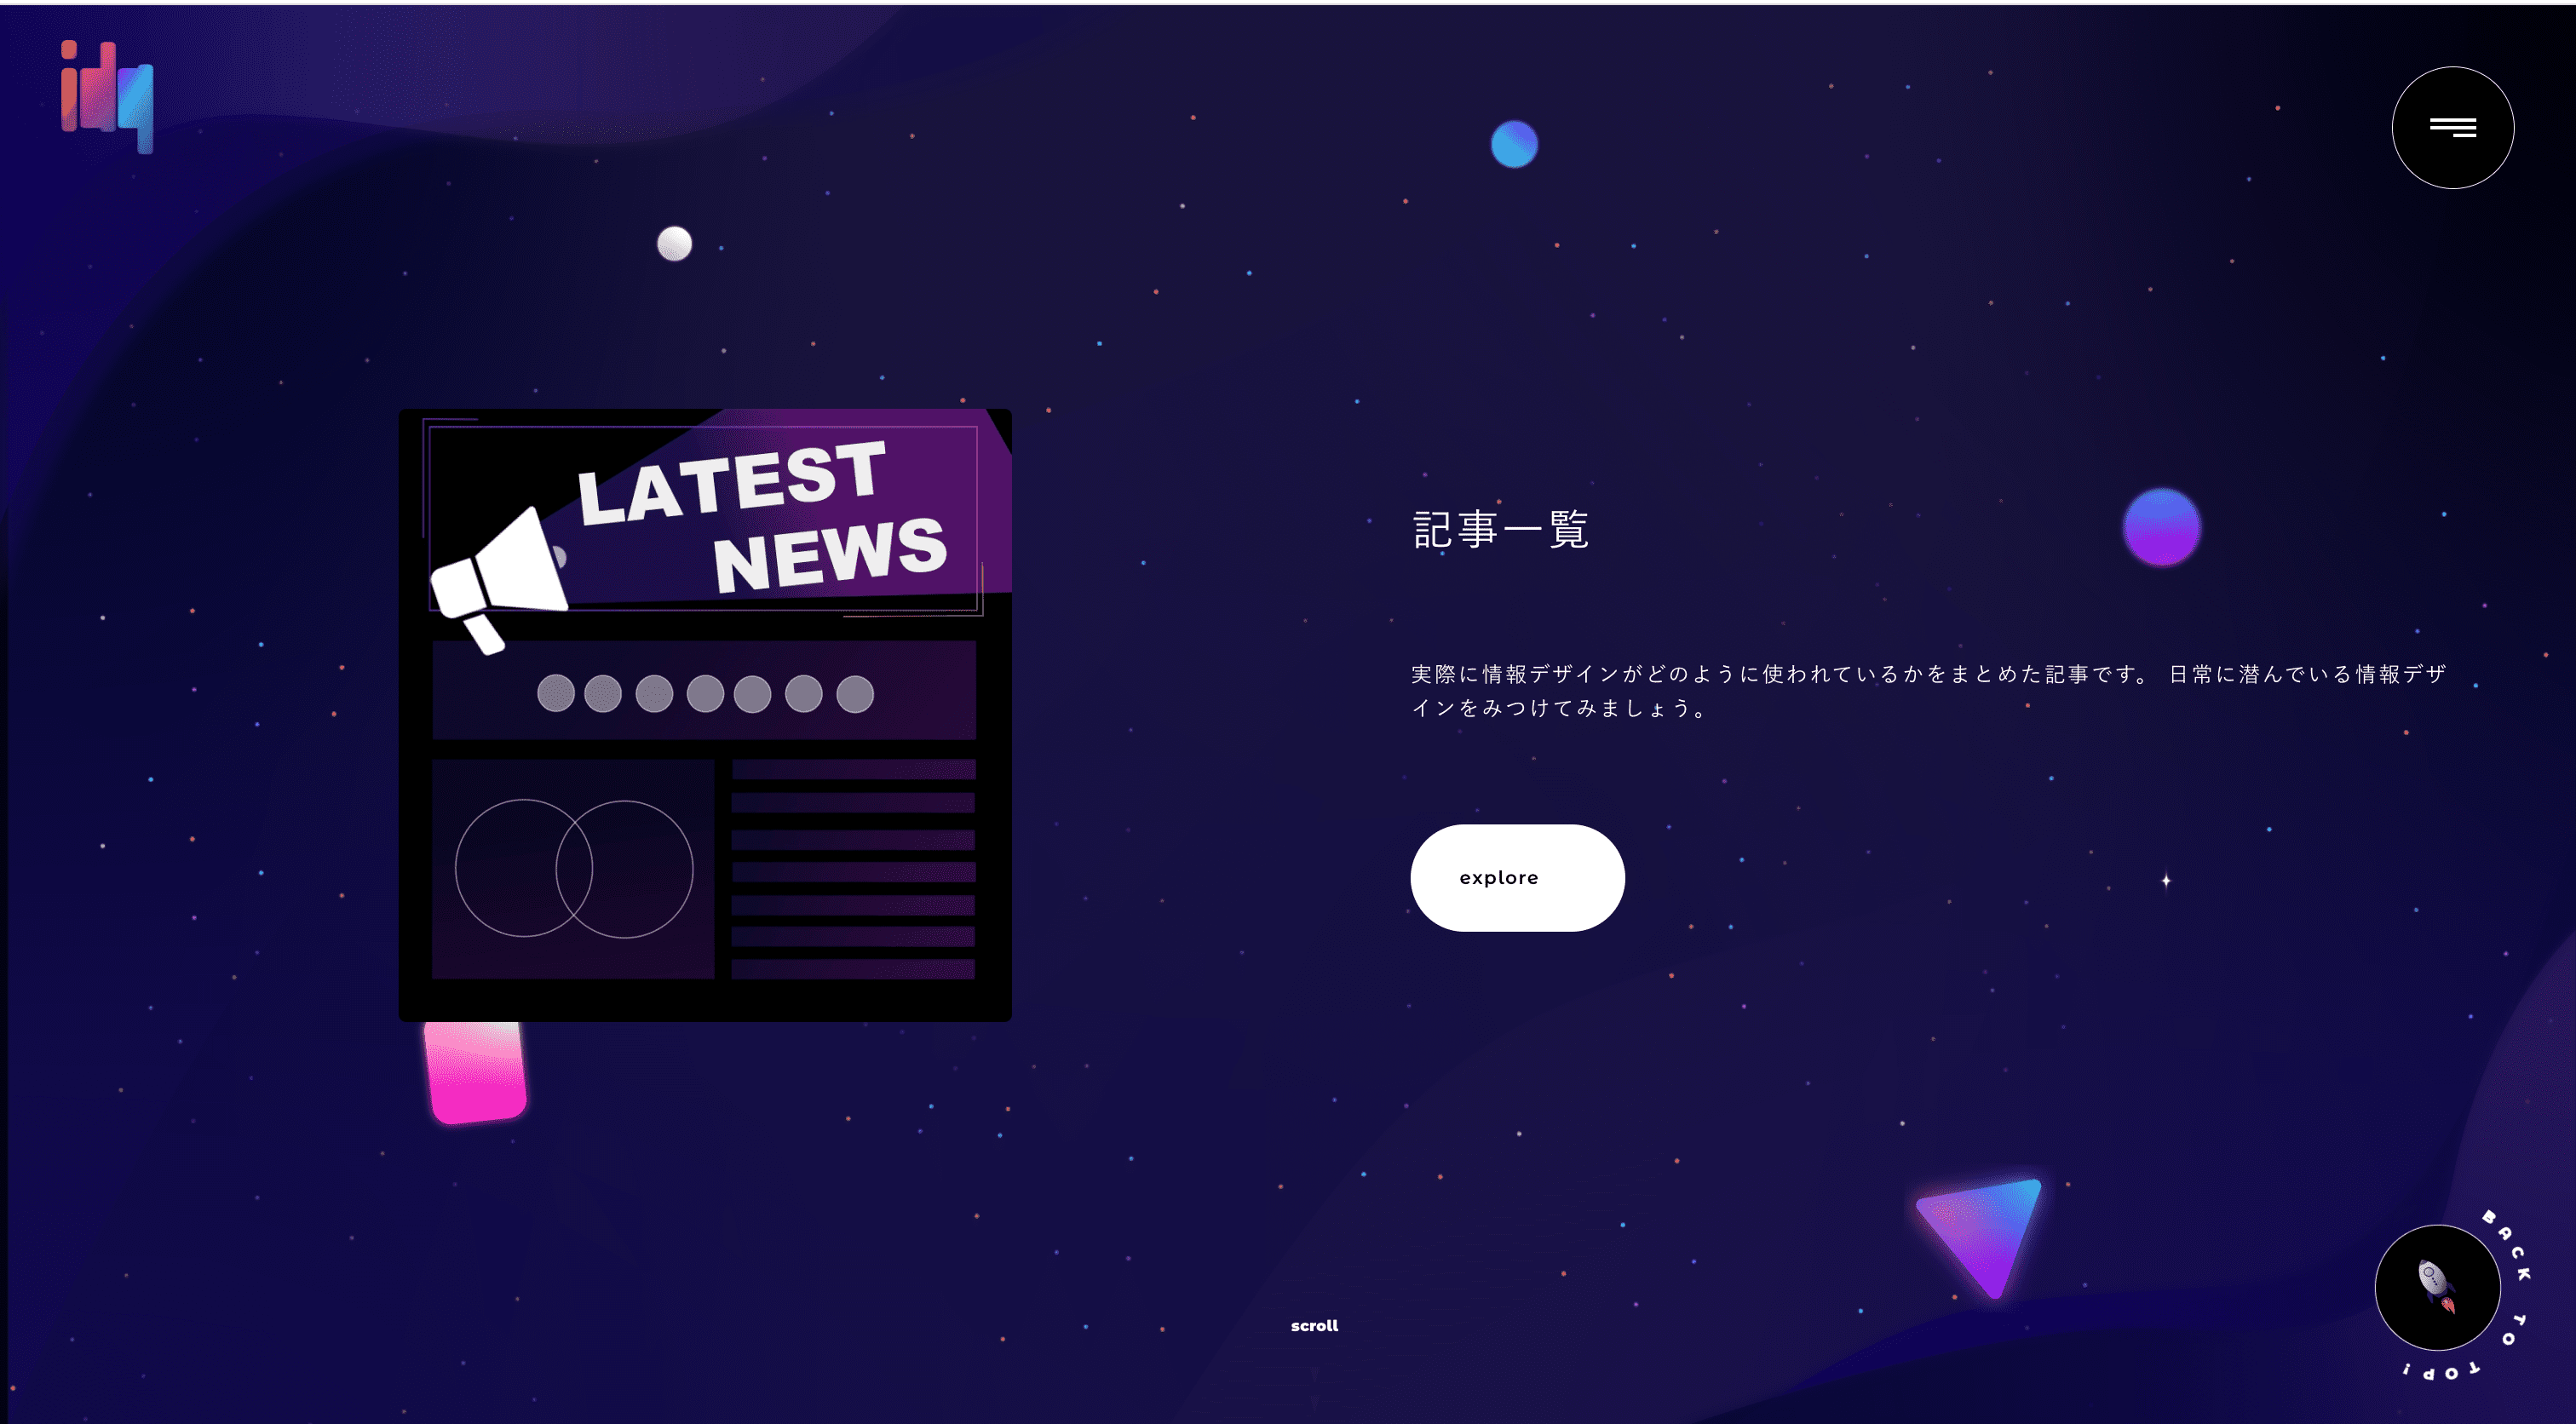 idq
LATEST
NEWS
記事一覧
実際に情報デザインがどのように使われているかをまとめた記事です。 日常に潜んでいる情報デザ
インをみつけてみましょう。
explore
scroll
BACK TO TOP!